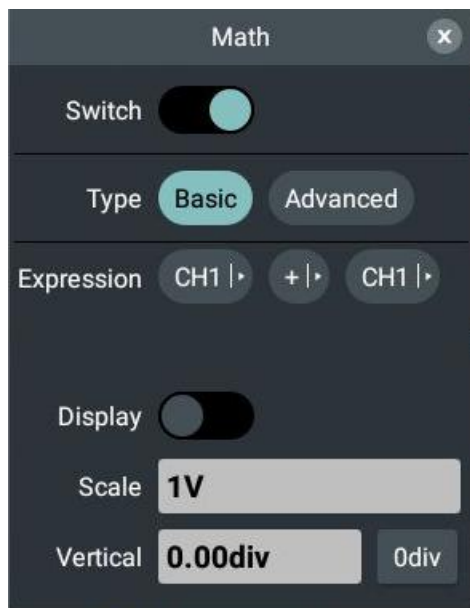 Math x
Switch
Type Basic Advanced
Expression CH1 + CH1
Display
Scale 1V
Vertical 0.00div 0div